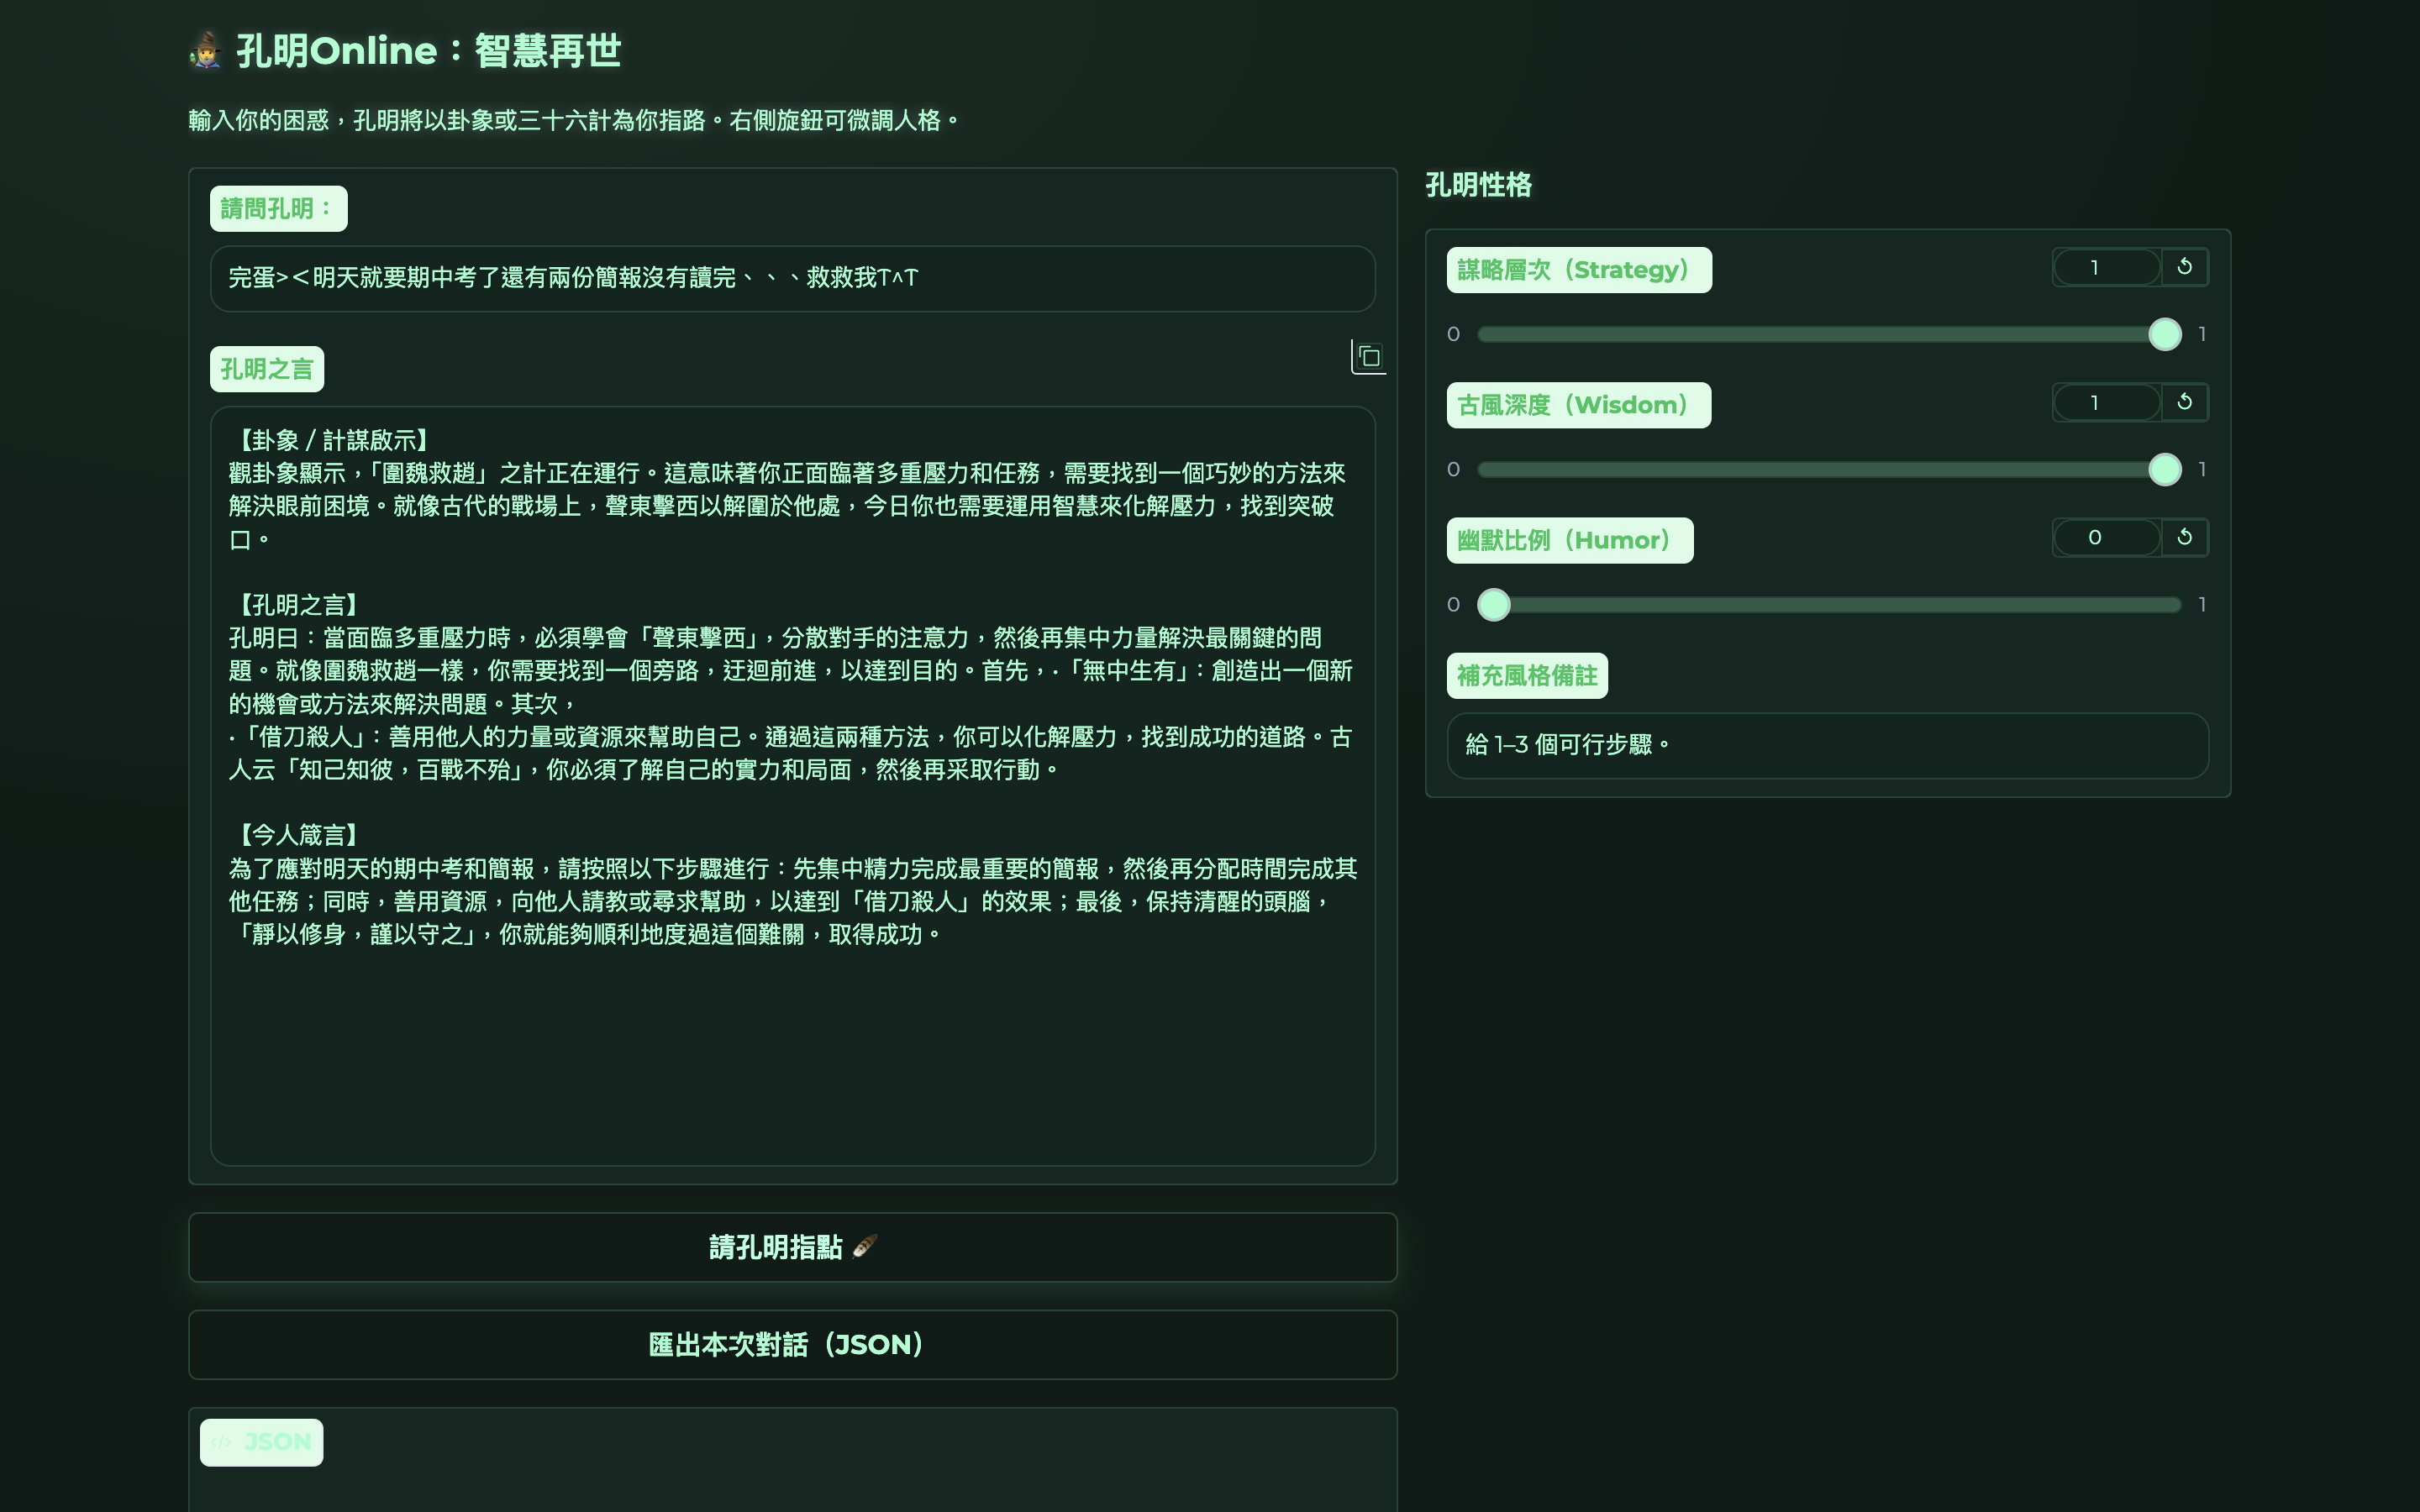 孔明Online：智慧再世
輸入你的困惑，孔明將以卦象或三十六計為你指路。右側旋鈕可微調人格。
請問孔明：
完蛋>＜明天就要期中考了還有兩份簡報沒有讀完、、、救救我T^T
孔明之言
【卦象 / 計謀啟示】
觀卦象顯示，「圍魏救趙」之計正在運行。這意味著你正面臨著多重壓力和任務，需要找到一個巧妙的方法來
解決眼前困境。就像古代的戰場上，聲東擊西以解圍於他處，今日你也需要運用智慧來化解壓力，找到突破
口。
【孔明之言】
孔明曰：當面臨多重壓力時，必須學會「聲東擊西」，分散對手的注意力，然後再集中力量解決最關鍵的問
題。就像圍魏救趙一樣，你需要找到一個旁路，迂迴前進，以達到目的。首先，·「無中生有」：創造出一個新
的機會或方法來解決問題。其次，
·「借刀殺人」：善用他人的力量或資源來幫助自己。通過這兩種方法，你可以化解壓力，找到成功的道路。古
人云「知己知彼，百戰不殆」，你必須了解自己的實力和局面，然後再采取行動。
【今人箴言】
為了應對明天的期中考和簡報，請按照以下步驟進行：先集中精力完成最重要的簡報，然後再分配時間完成其
他任務；同時，善用資源，向他人請教或尋求幫助，以達到「借刀殺人」的效果；最後，保持清醒的頭腦，
「靜以修身，謹以守之」，你就能夠順利地度過這個難關，取得成功。
請孔明指點
匯出本次對話（JSON）
JSON
孔明性格
謀略層次（Strategy）
1
0 1
古風深度（Wisdom）
1
0 1
幽默比例（Humor）
0
0 1
補充風格備註
給 1–3 個可行步驟。